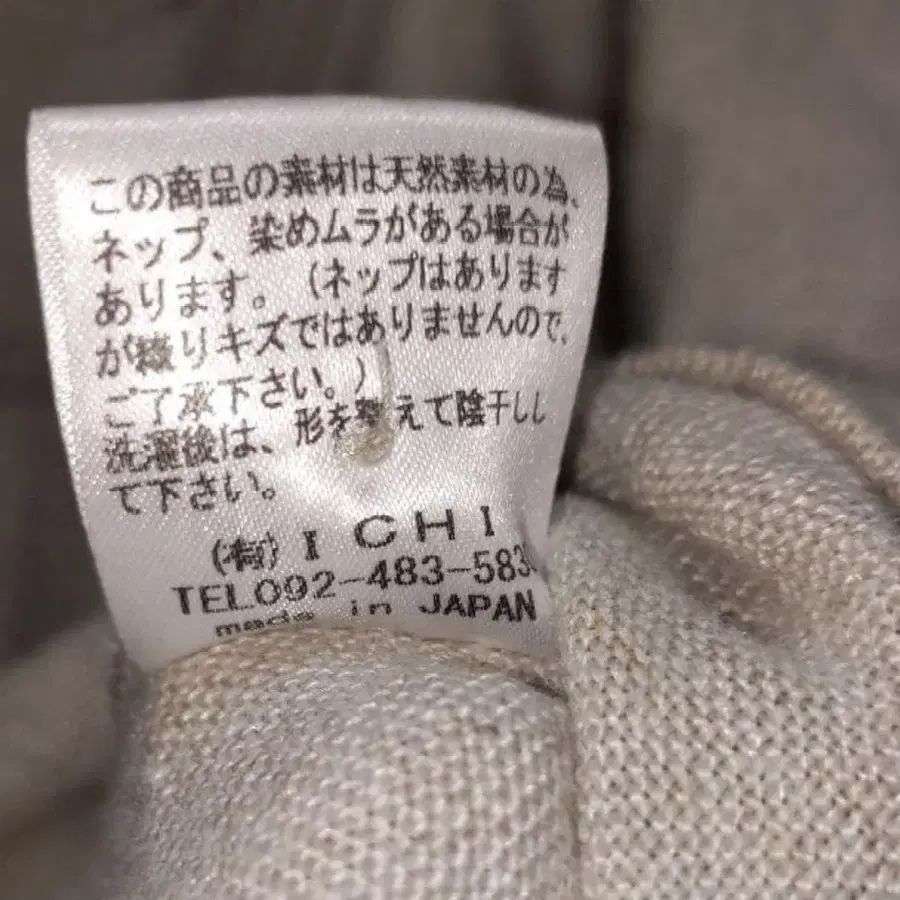 この商品の素材は天然素材の為、
ネップ、染めムラがある場合が
あります。(ネップはあります
が織りキズではありませんので、
ご了承下さい。)
洗濯後は、形を整えて陰干しし
て下さい。
(有) I CHI
TEL092-483-583
made in JAPAN